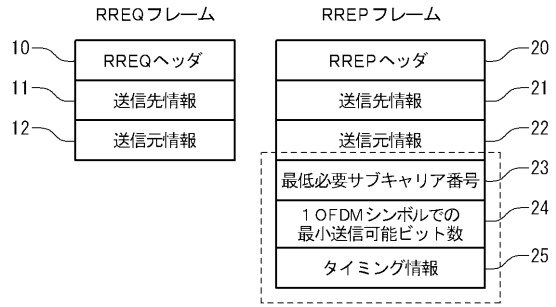 RREQフレーム
10
RREQヘッダ
11
送信先情報
12
送信元情報
RREPフレーム
RREPヘッダ
20
送信先情報
21
送信元情報
22
最低必要サブキャリア番号
23
1OFDMシンボルでの
最小送信可能ビット数
24
タイミング情報
25